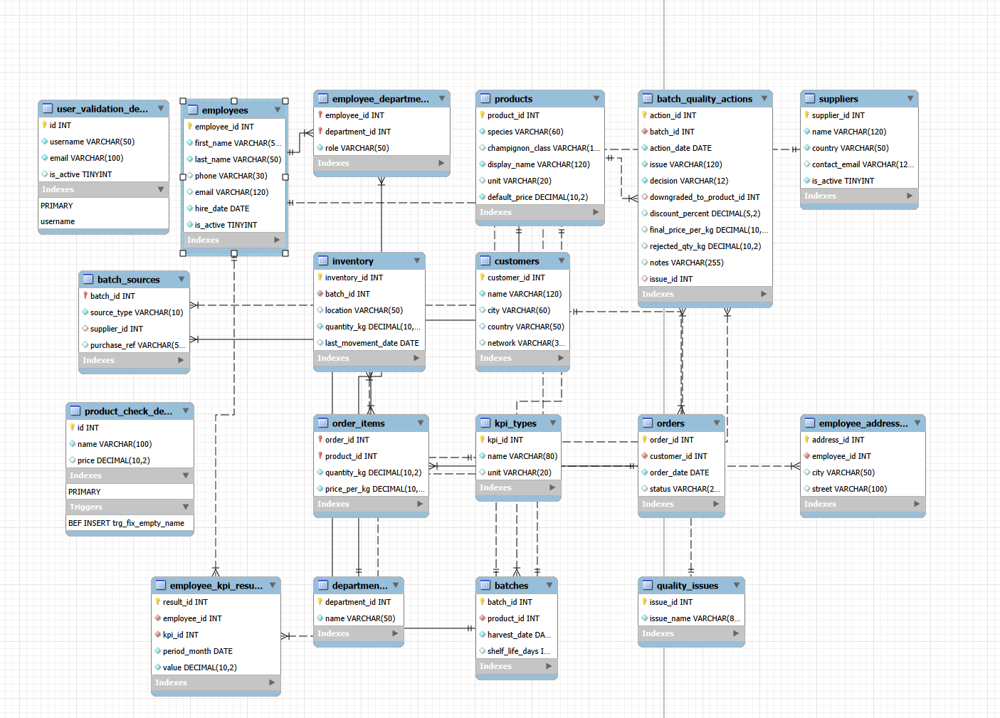 user_validation_de...
id INT
username VARCHAR(50)
email VARCHAR(100)
is_active TINYINT
Indexes
PRIMARY
username
employees
employee_id INT
first_name VARCHAR(5...
last_name VARCHAR(50)
phone VARCHAR(30)
email VARCHAR(120)
hire_date DATE
is_active TINYINT
Indexes
employee_departme...
employee_id INT
department_id INT
role VARCHAR(50)
Indexes
products
product_id INT
species VARCHAR(60)
champignon_class VARCHAR(1...
display_name VARCHAR(120)
unit VARCHAR(20)
default_price DECIMAL(10,2)
Indexes
batch_quality_actions
action_id INT
batch_id INT
action_date DATE
issue VARCHAR(120)
decision VARCHAR(12)
downgraded_to_product_id INT
discount_percent DECIMAL(5,2)
final_price_per_kg DECIMAL(10,...
rejected_qty_kg DECIMAL(10,2)
notes VARCHAR(255)
issue_id INT
Indexes
suppliers
supplier_id INT
name VARCHAR(120)
country VARCHAR(50)
contact_email VARCHAR(12...
is_active TINYINT
Indexes
batch_sources
batch_id INT
source_type VARCHAR(10)
supplier_id INT
purchase_ref VARCHAR(5...
Indexes
inventory
inventory_id INT
batch_id INT
location VARCHAR(50)
quantity_kg DECIMAL(10,...
last_movement_date DATE
Indexes
customers
customer_id INT
name VARCHAR(120)
city VARCHAR(60)
country VARCHAR(50)
network VARCHAR(3...
Indexes
product_check_de...
id INT
name VARCHAR(100)
price DECIMAL(10,2)
Indexes
PRIMARY
Triggers
BEF INSERT trg_fix_empty_name
order_items
order_id INT
product_id INT
quantity_kg DECIMAL(10,2)
price_per_kg DECIMAL(10,...
Indexes
kpi_types
kpi_id INT
name VARCHAR(80)
unit VARCHAR(20)
Indexes
orders
order_id INT
customer_id INT
order_date DATE
status VARCHAR(2...
Indexes
employee_address...
address_id INT
employee_id INT
city VARCHAR(50)
street VARCHAR(100)
Indexes
employee_kpi_resu...
result_id INT
employee_id INT
kpi_id INT
period_month DATE
value DECIMAL(10,2)
Indexes
departmen...
department_id INT
name VARCHAR(50)
Indexes
batches
batch_id INT
product_id INT
harvest_date DA...
shelf_life_days I...
Indexes
quality_issues
issue_id INT
issue_name VARCHAR(8...
Indexes